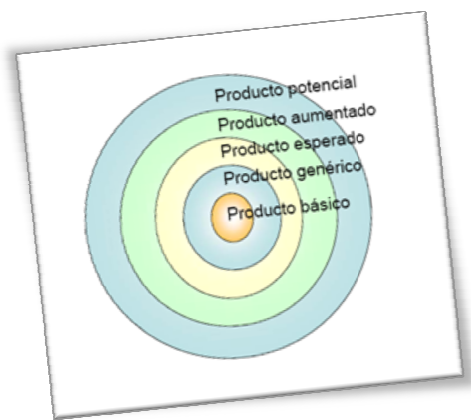 Producto potencial
Producto aumentado
Producto esperado
Producto genérico
Producto básico